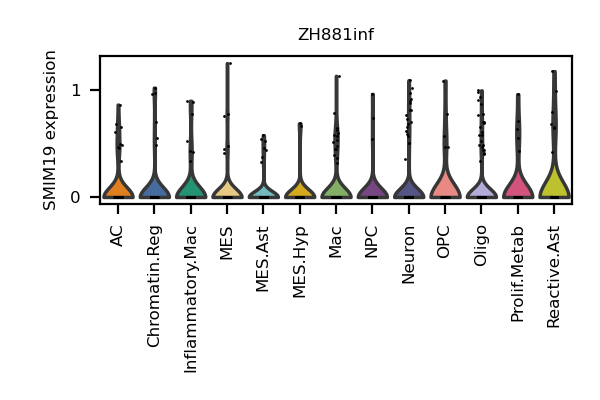 ZH881inf
SMIM19 expression
1
0
AC
Chromatin.Reg
Inflammatory.Mac
MES
MES.Ast
MES.Hyp
Mac
NPC
Neuron
OPC
Oligo
Prolif.Metab
Reactive.Ast